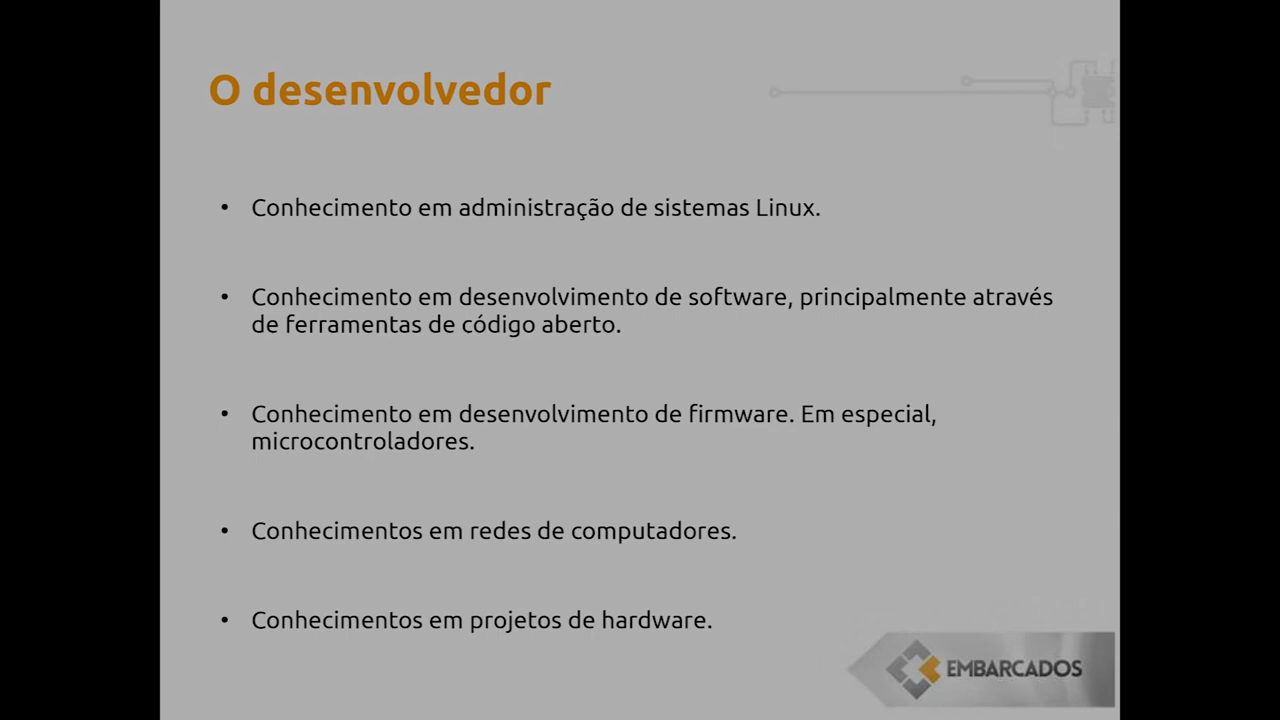 O desenvolvedor
• Conhecimento em administração de sistemas Linux.
• Conhecimento em desenvolvimento de software, principalmente através
de ferramentas de código aberto.
• Conhecimento em desenvolvimento de firmware. Em especial,
microcontroladores.
• Conhecimentos em redes de computadores.
• Conhecimentos em projetos de hardware.
EMBARCADOS